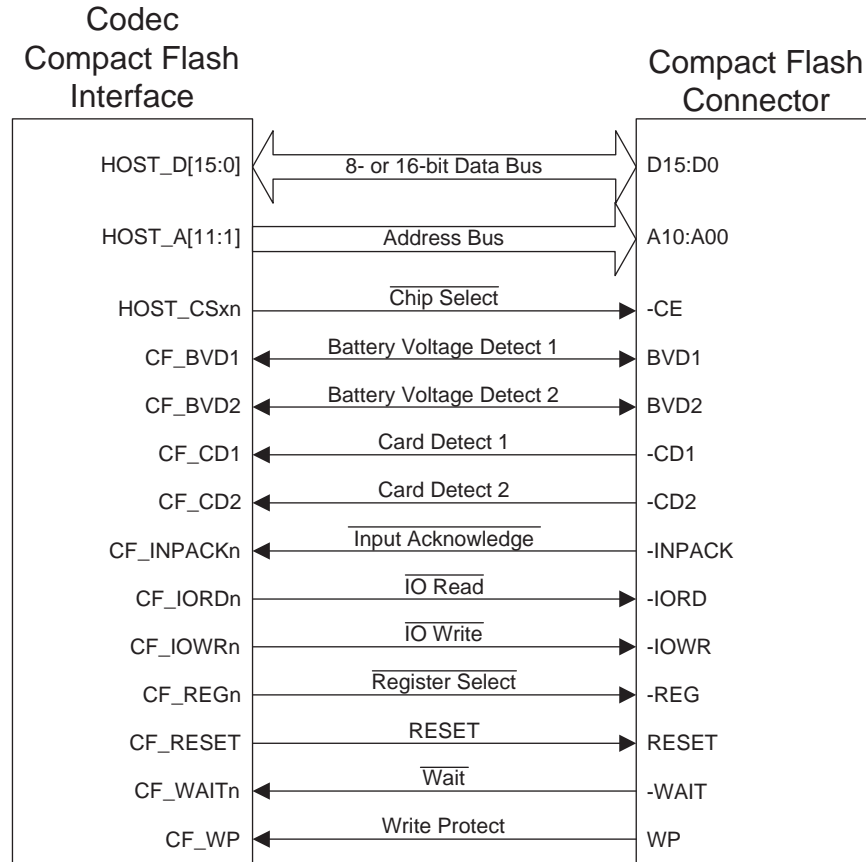 Codec
Compact Flash
Interface
Compact Flash
Connector
HOST_D[15:0] 8- or 16-bit Data Bus D15:D0
HOST_A[11:1] Address Bus A10:A00
HOST_CSxn Chip Select -CE
CF_BVD1 Battery Voltage Detect 1 BVD1
CF_BVD2 Battery Voltage Detect 2 BVD2
CF_CD1 Card Detect 1 -CD1
CF_CD2 Card Detect 2 -CD2
CF_INPACKn Input Acknowledge -INPACK
CF_IORDn IO Read -IORD
CF_IOWRn IO Write -IOWR
CF_REGn Register Select -REG
CF_RESET RESET RESET
CF_WAITn Wait -WAIT
CF_WP Write Protect WP